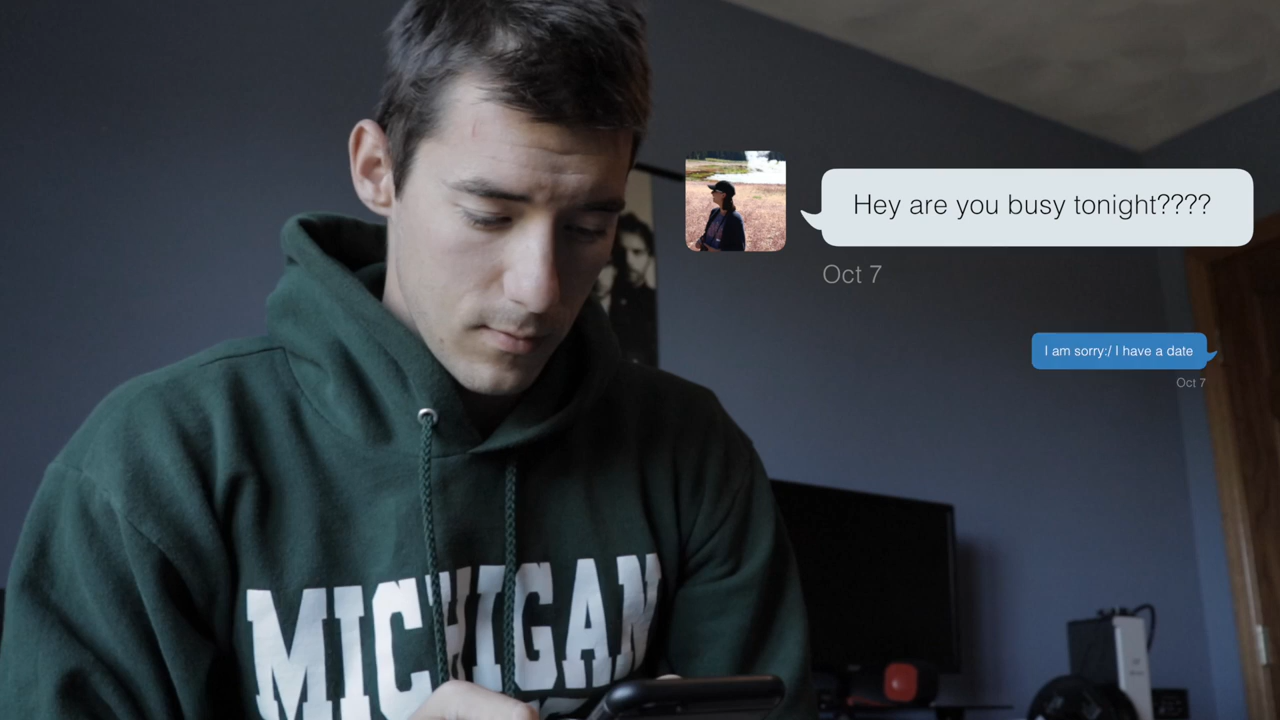 Hey are you busy tonight????
Oct 7
I am sorry:/ I have a date
Oct 7
MICHIGAN